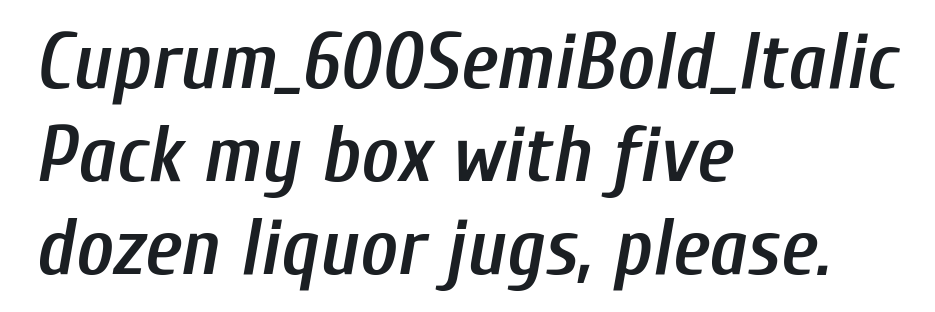 Cuprum_600SemiBold_Italic
Pack my box with five
dozen liquor jugs, please.